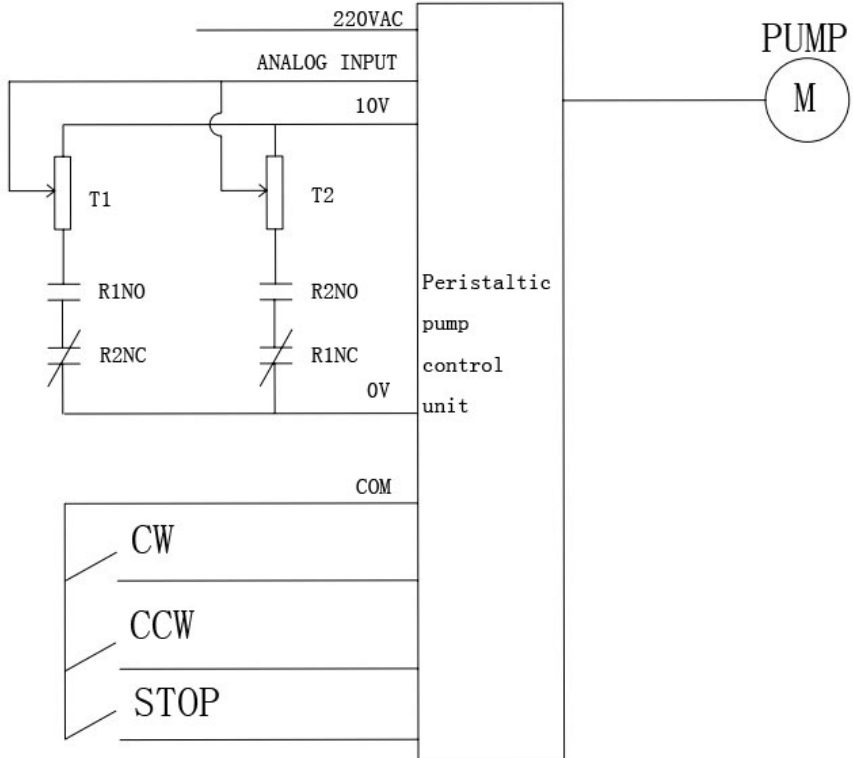 220VAC
PUMP
ANALOG INPUT
M
10V
T1
T2
R1NO
R2NO
Peristaltic
pump
control
unit
R2NC
R1NC
0V
COM
CW
CCW
STOP